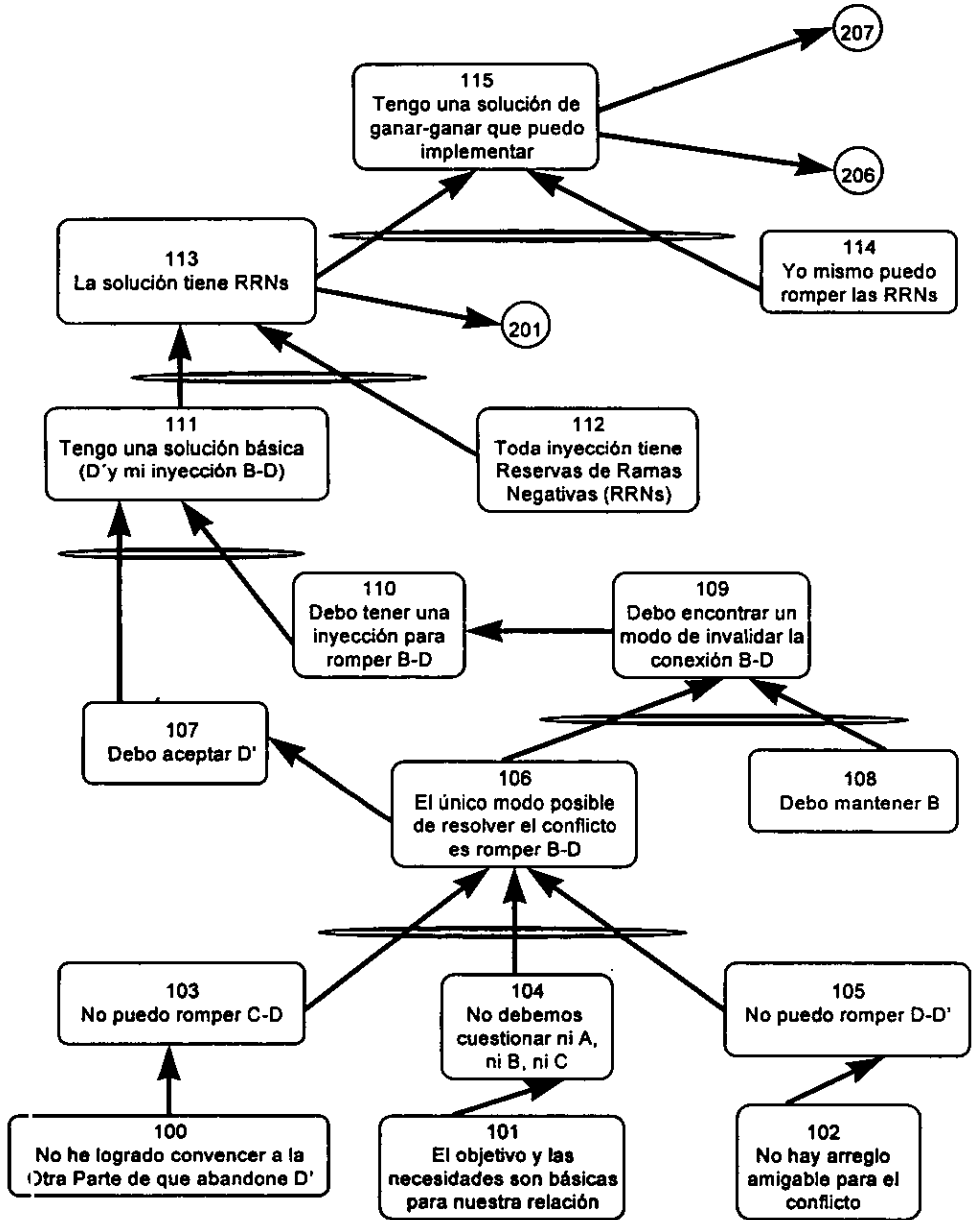 207
115
Tengo una solución de
ganar-ganar que puedo
implementar
206
113
La solución tiene RRNs
114
Yo mismo puedo
romper las RRNs
201
111
Tengo una solución básica
(D´y mi inyección B-D)
112
Toda inyección tiene
Reservas de Ramas
Negativas (RRNs)
110
Debo tener una
inyección para
romper B-D
109
Debo encontrar un
modo de invalidar la
conexión B-D
107
Debo aceptar D'
106
El único modo posible
de resolver el conflicto
es romper B-D
108
Debo mantener B
103
No puedo romper C-D
104
No debemos
cuestionar ni A,
ni B, ni C
105
No puedo romper D-D'
100
No he logrado convencer a la
Otra Parte de que abandone D'
101
El objetivo y las
necesidades son básicas
para nuestra relación
102
No hay arreglo
amigable para el
conflicto